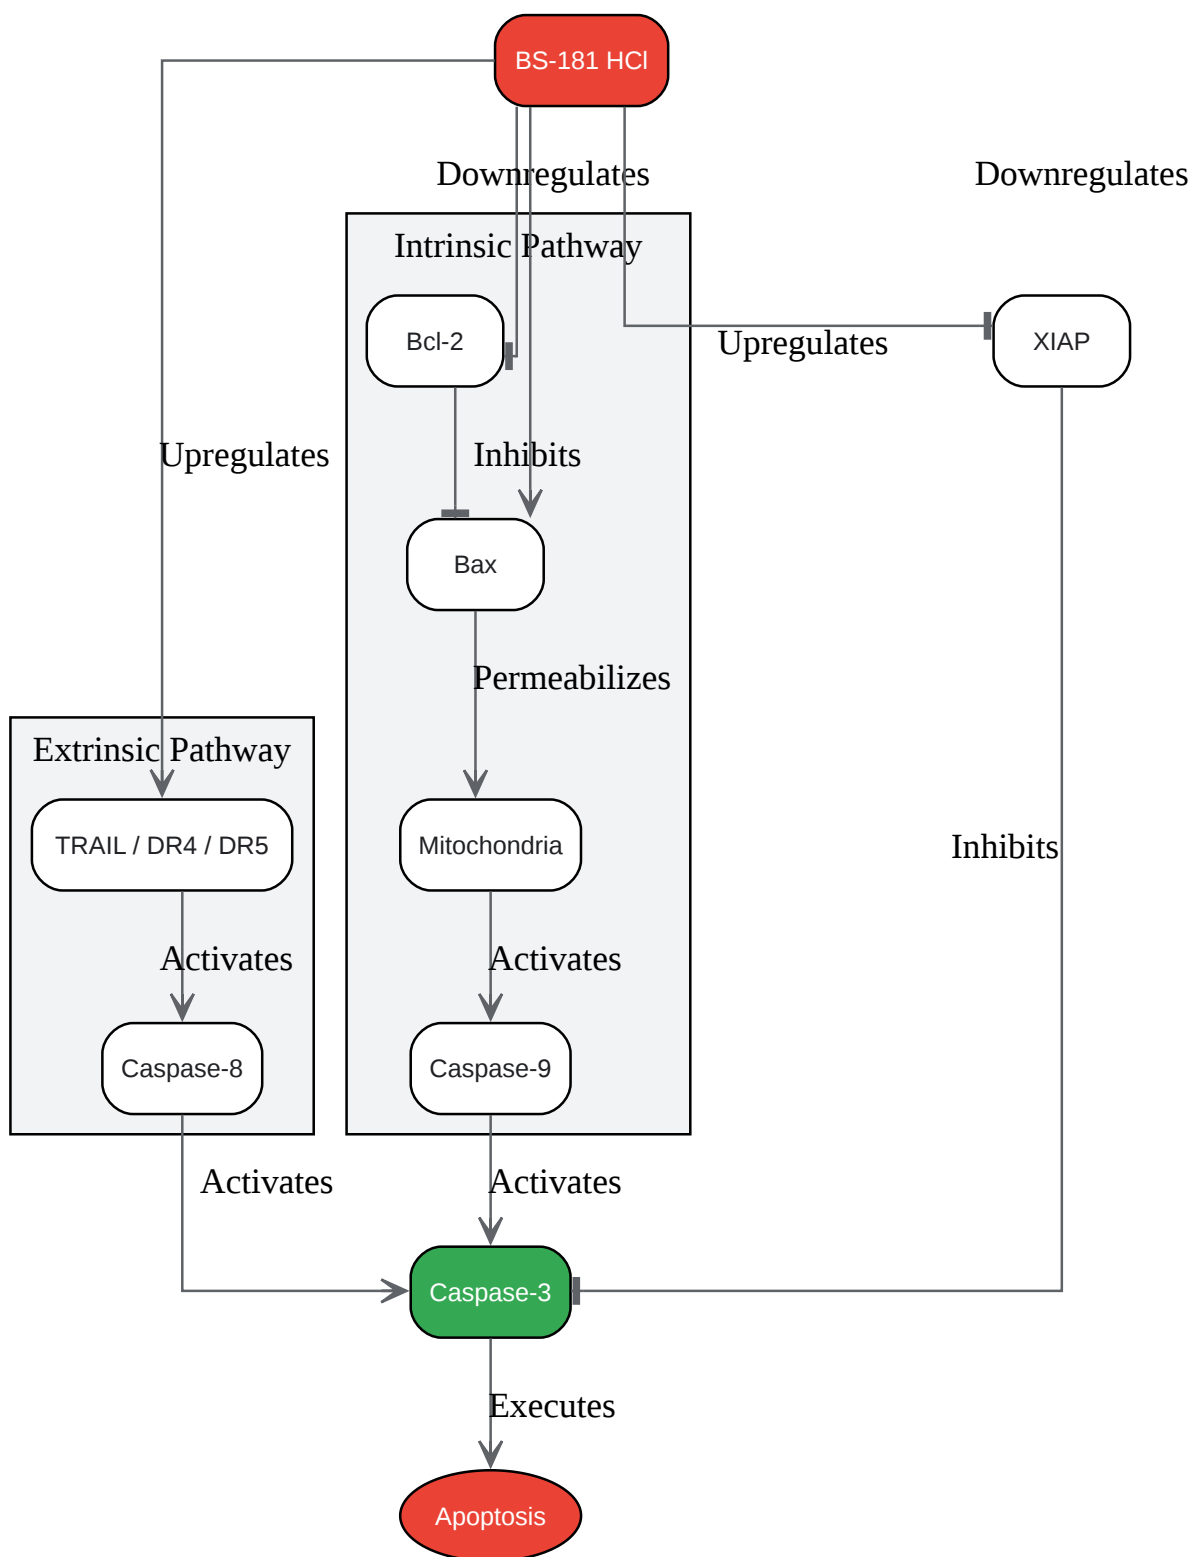 BS-181 HCl
Downregulates
Downregulates
Intrinsic Pathway
Bcl-2
Upregulates
XIAP
Upregulates
Inhibits
Bax
Permeabilizes
Extrinsic Pathway
TRAIL / DR4 / DR5
Mitochondria
Inhibits
Activates
Activates
Caspase-8
Caspase-9
Activates
Activates
Caspase-3
Executes
Apoptosis